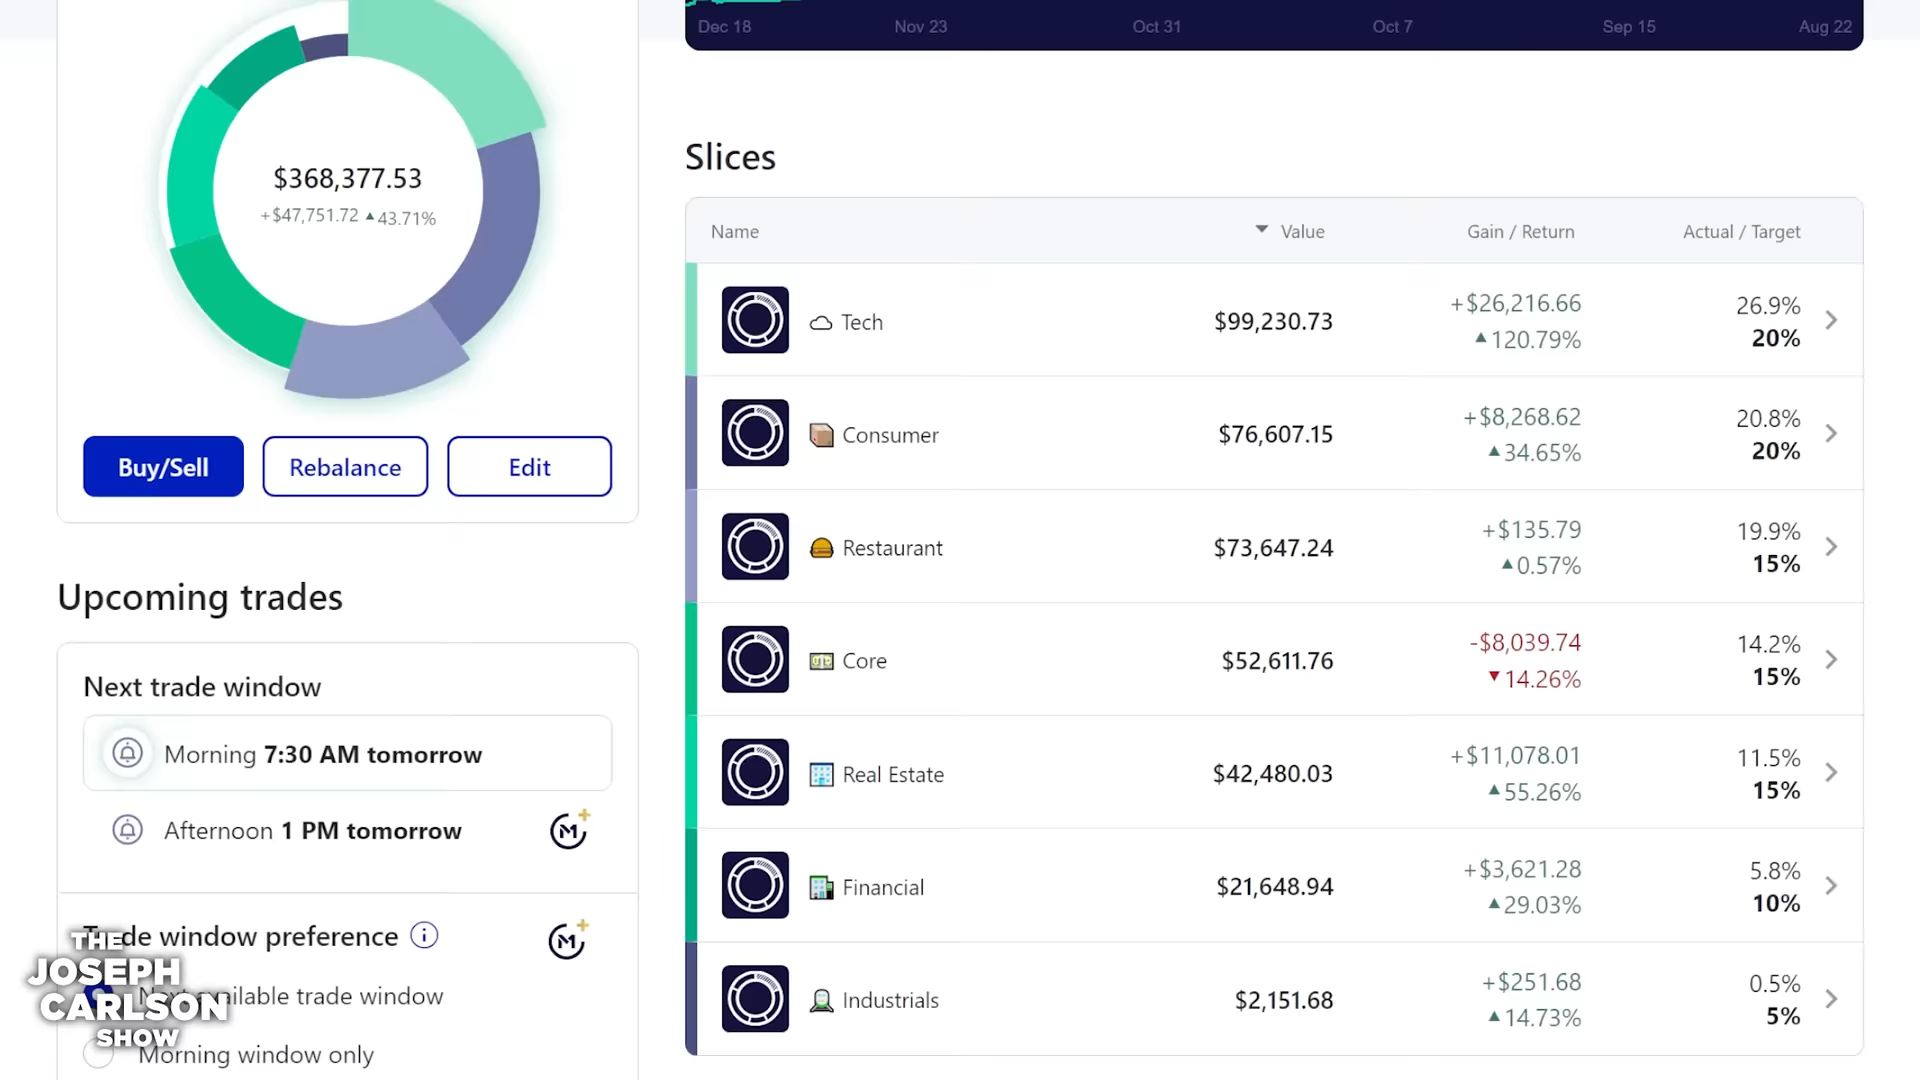 Dec 18 Nov 23 Oct 31 Oct 7 Sep 15 Aug 22
$368,377.53
+$47,751.72 ▲43.71%
Buy/Sell Rebalance Edit
Upcoming trades
Next trade window
Morning 7:30 AM tomorrow
Afternoon 1 PM tomorrow
Trade window preference
Next available trade window
Morning window only
THE
JOSEPH
CARLSON
SHOW
Slices
Name ▼ Value Gain / Return Actual / Target
Tech $99,230.73 +$26,216.66 26.9%
▲120.79% 20%
Consumer $76,607.15 +$8,268.62 20.8%
▲34.65% 20%
Restaurant $73,647.24 +$135.79 19.9%
▲0.57% 15%
Core $52,611.76 -$8,039.74 14.2%
▼14.26% 15%
Real Estate $42,480.03 +$11,078.01 11.5%
▲55.26% 15%
Financial $21,648.94 +$3,621.28 5.8%
▲29.03% 10%
Industrials $2,151.68 +$251.68 0.5%
▲14.73% 5%